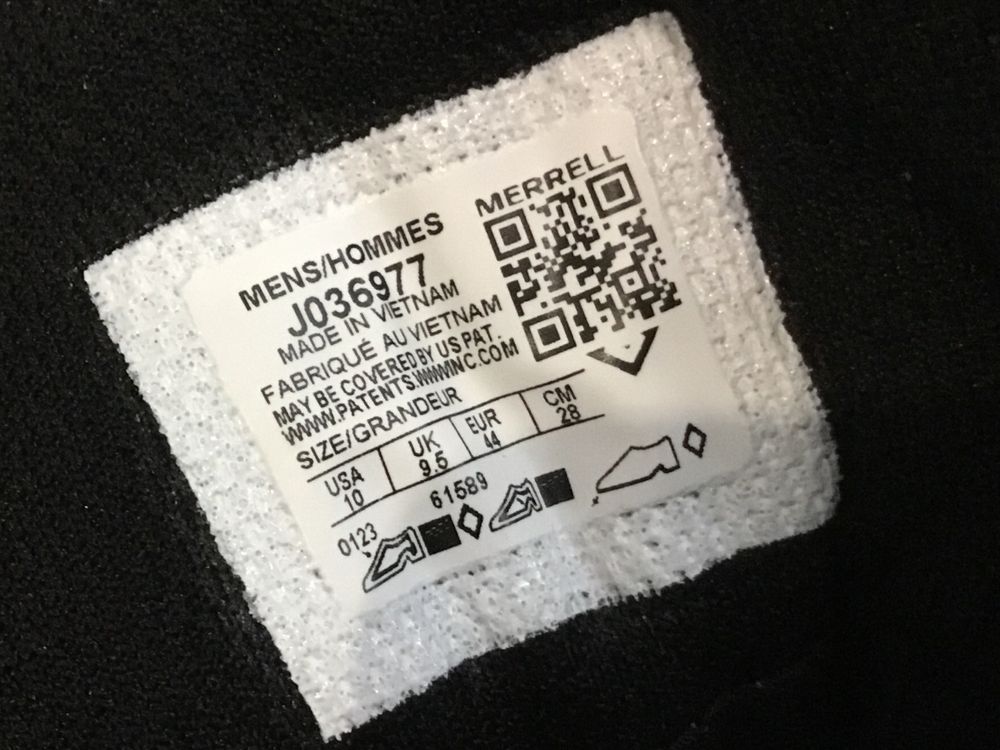 MERRELL
MENS/HOMMES
J036977
MADE IN VIETNAM
FABRIQUÉ AU VIETNAM
MAY BE COVERED BY US PAT.
WWW.PATENTS.WWWINC.COM
SIZE/GRANDEUR
USA UK EUR CM
10 9.5 44 28
0123 61589